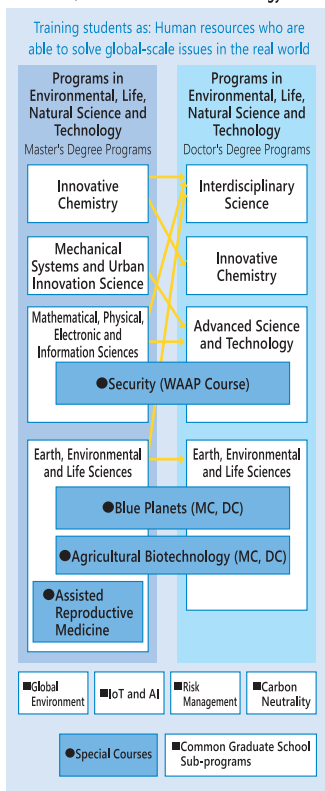 Training students as: Human resources who are
able to solve global-scale issues in the real world
Programs in
Environmental, Life,
Natural Science and
Technology
Master's Degree Programs
Programs in
Environmental, Life,
Natural Science and
Technology
Doctor's Degree Programs
Innovative
Chemistry
Interdisciplinary
Science
Mechanical
Systems and Urban
Innovation Science
Innovative
Chemistry
Mathematical, Physical,
Electronic and
Information Sciences
Advanced Science
and Technology
●Security (WAAP Course)
Earth, Environmental
and Life Sciences
Earth, Environmental
and Life Sciences
●Blue Planets (MC, DC)
●Agricultural Biotechnology (MC, DC)
●Assisted
Reproductive
Medicine
■Global
Environment
■IoT and AI
■Risk
Management
■Carbon
Neutrality
●Special Courses
■Common Graduate School
Sub-programs